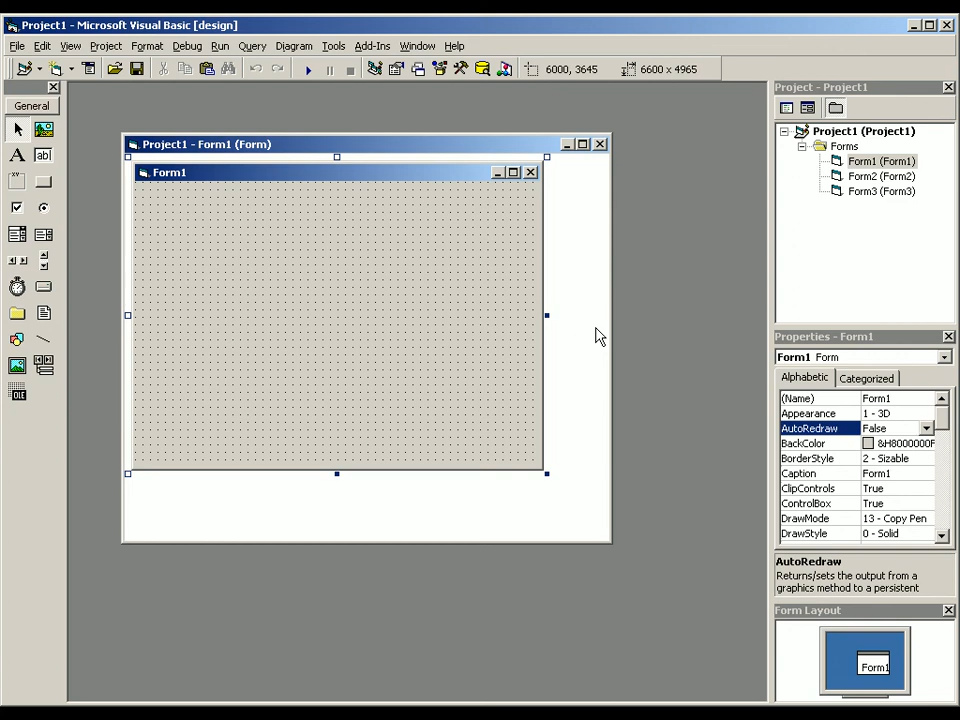 Project1 - Microsoft Visual Basic [design]
File Edit View Project Format Debug Run Query Diagram Tools Add-Ins Window Help
6000, 3645 6600 x 4965
General
A ab|
xy
OLE
Project1 - Form1 (Form)
Form1
Project - Project1
Project1 (Project1)
Forms
Form1 (Form1)
Form2 (Form2)
Form3 (Form3)
Properties - Form1
Form1 Form
Alphabetic Categorized
(Name) Form1
Appearance 1 - 3D
AutoRedraw False
BackColor &H8000000F
BorderStyle 2 - Sizable
Caption Form1
ClipControls True
ControlBox True
DrawMode 13 - Copy Pen
DrawStyle 0 - Solid
AutoRedraw
Returns/sets the output from a
graphics method to a persistent
Form Layout
Form1